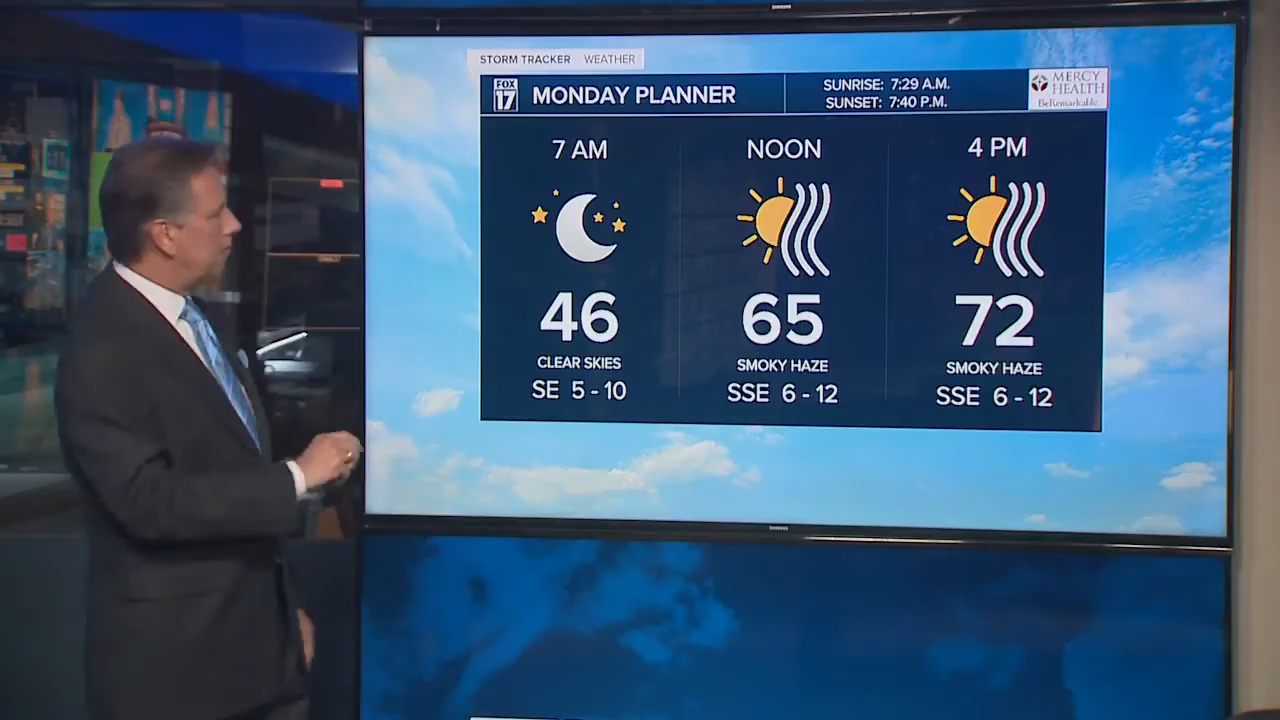 SAMSUNG
STORM TRACKER WEATHER
FOX
17
MONDAY PLANNER
SUNRISE: 7:29 A.M.
SUNSET: 7:40 P.M.
MERCY
HEALTH
BeRemarkable.
7 AM
NOON
4 PM
46
65
72
CLEAR SKIES
SMOKY HAZE
SMOKY HAZE
SE 5 - 10
SSE 6 - 12
SSE 6 - 12
SAMSUNG